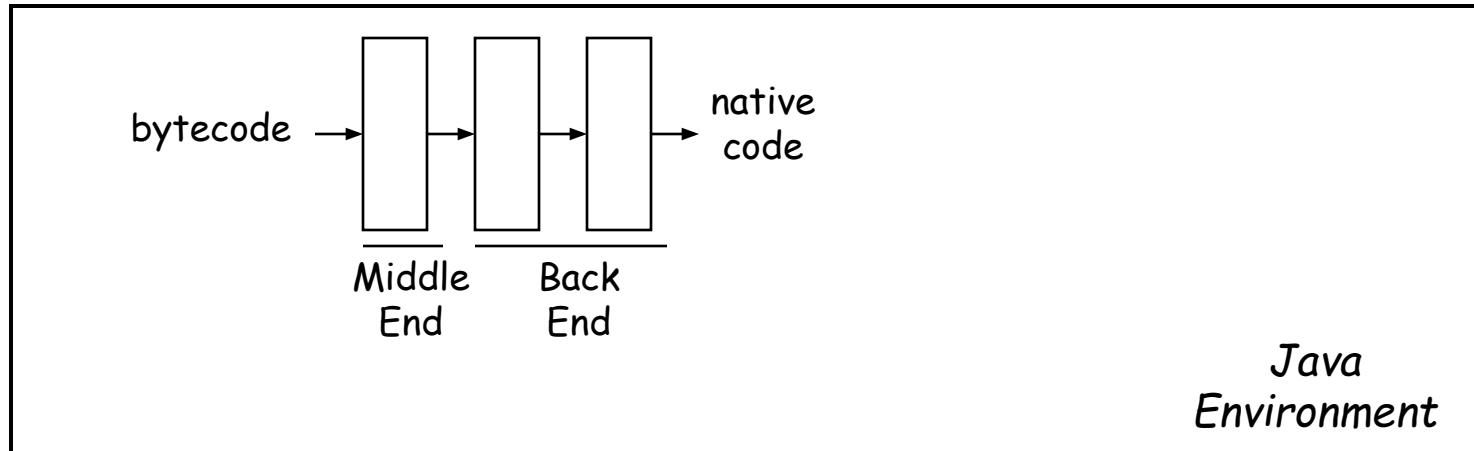 bytecode
native
code
Middle
End
Back
End
Java
Environment